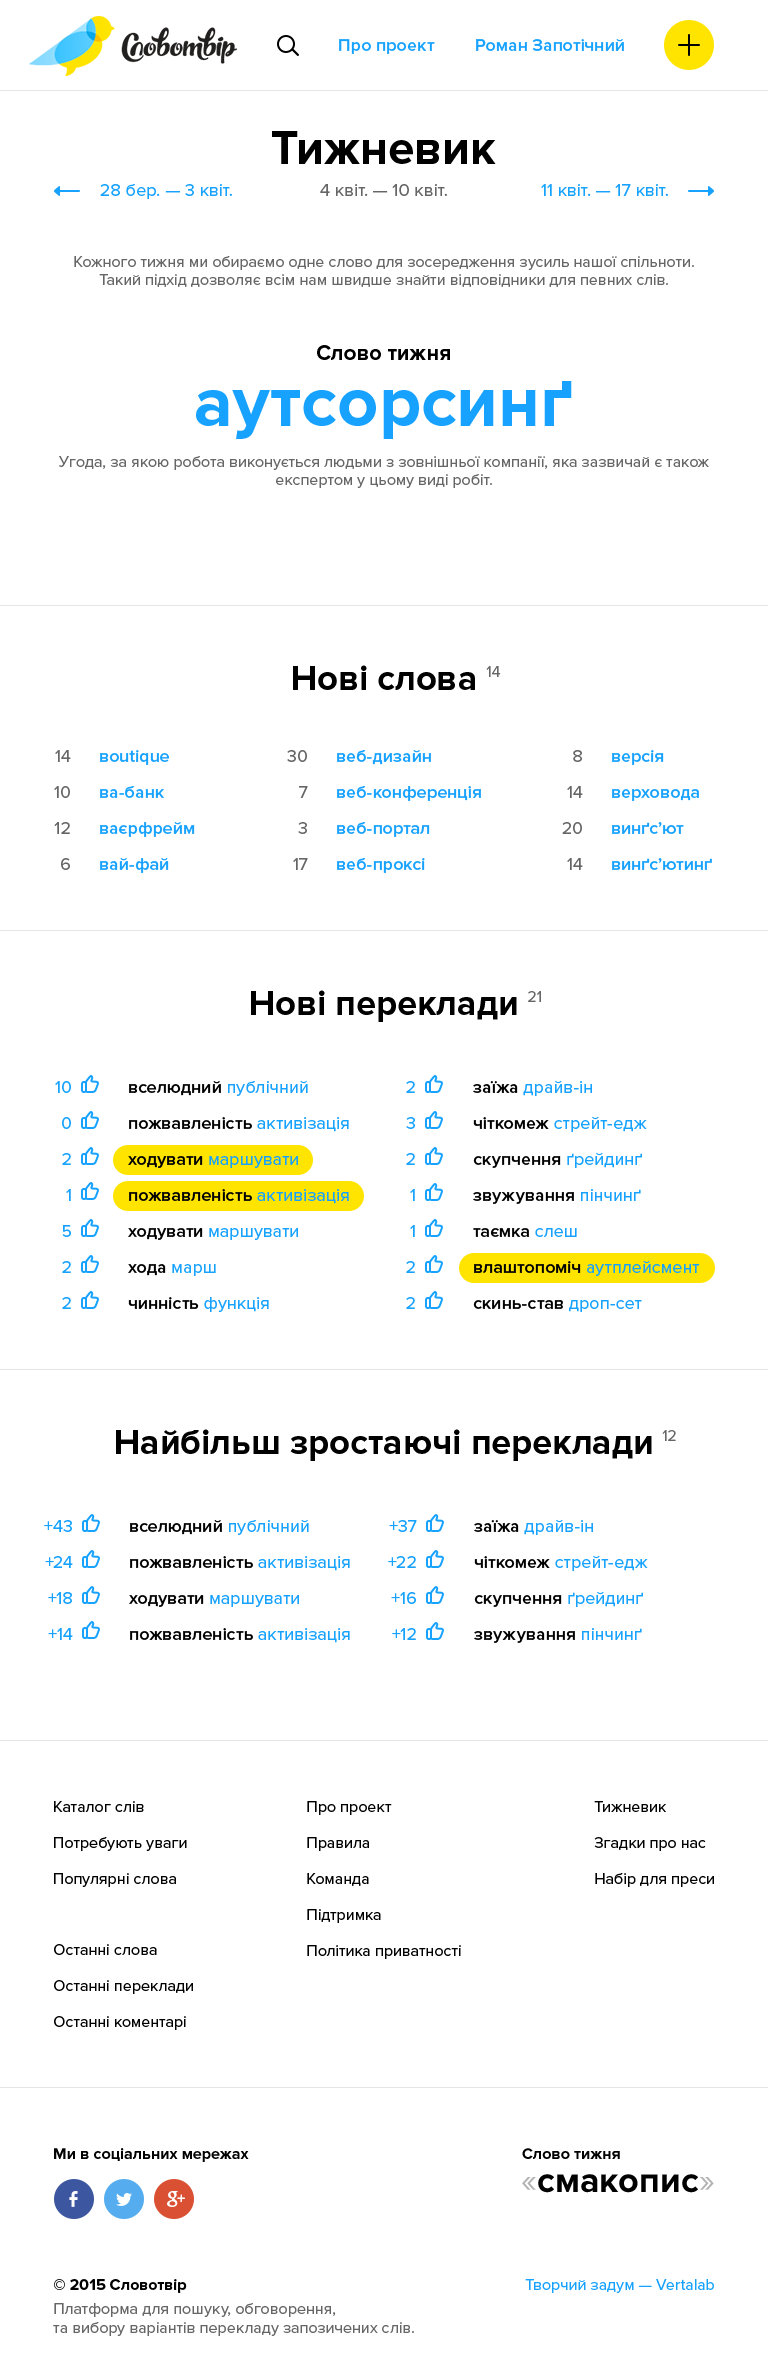 Словотвір
Про проект
Роман Запотічний
Тижневик
28 бер. — 3 квіт.
4 квіт. — 10 квіт.
11 квіт. — 17 квіт.
Кожного тижня ми обираємо одне слово для зосередження зусиль нашої спільноти.
Такий підхід дозволяє всім нам швидше знайти відповідники для певних слів.
Слово тижня
аутсорсинґ
Угода, за якою робота виконується людьми з зовнішньої компанії, яка зазвичай є також
експертом у цьому виді робіт.
Нові слова 14
14 воutique
10 ва-банк
12 ваєрфрейм
6 вай-фай
30 веб-дизайн
7 веб-конференція
3 веб-портал
17 веб-проксі
8 версія
14 верховода
20 винґс’ют
14 винґс’ютинґ
Нові переклади 21
10 вселюдний публічний
0 пожвавленість активізація
2 ходувати маршувати
1 пожвавленість активізація
5 ходувати маршувати
2 хода марш
2 чинність функція
2 заїжа драйв-ін
3 чіткомеж стрейт-едж
2 скупчення ґрейдинґ
1 звужування пінчинґ
1 таємка слеш
2 влаштопоміч аутплейсмент
2 скинь-став дроп-сет
Найбільш зростаючі переклади 12
+43 вселюдний публічний
+24 пожвавленість активізація
+18 ходувати маршувати
+14 пожвавленість активізація
+37 заїжа драйв-ін
+22 чіткомеж стрейт-едж
+16 скупчення ґрейдинґ
+12 звужування пінчинґ
Каталог слів
Потребують уваги
Популярні слова
Останні слова
Останні переклади
Останні коментарі
Про проект
Правила
Команда
Підтримка
Політика приватності
Тижневик
Згадки про нас
Набір для преси
Ми в соціальних мережах
f
g+
Слово тижня
«смакопис»
© 2015 Словотвір
Платформа для пошуку, обговорення,
та вибору варіантів перекладу запозичених слів.
Творчий задум — Vertalab